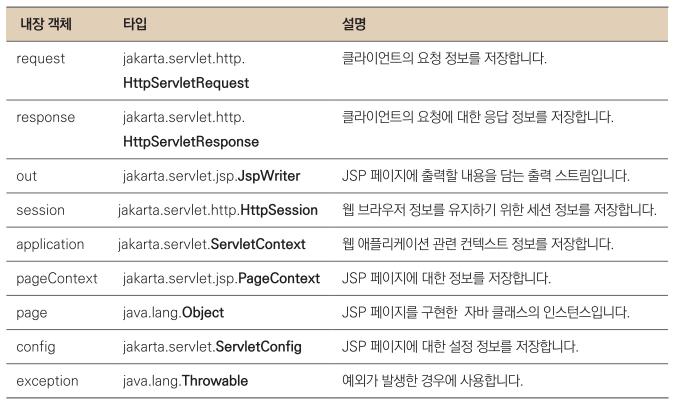 내장 객체 타입 설명
request jakarta.servlet.http. 클라이언트의 요청 정보를 저장합니다.
HttpServletRequest
response jakarta.servlet.http. 클라이언트의 요청에 대한 응답 정보를 저장합니다.
HttpServletResponse
out jakarta.servlet.jsp.JspWriter JSP 페이지에 출력할 내용을 담는 출력 스트림입니다.
session jakarta.servlet.http.HttpSession 웹 브라우저 정보를 유지하기 위한 세션 정보를 저장합니다.
application jakarta.servlet.ServletContext 웹 애플리케이션 관련 컨텍스트 정보를 저장합니다.
pageContext jakarta.servlet.jsp.PageContext JSP 페이지에 대한 정보를 저장합니다.
page java.lang.Object JSP 페이지를 구현한 자바 클래스의 인스턴스입니다.
config jakarta.servlet.ServletConfig JSP 페이지에 대한 설정 정보를 저장합니다.
exception java.lang.Throwable 예외가 발생한 경우에 사용합니다.